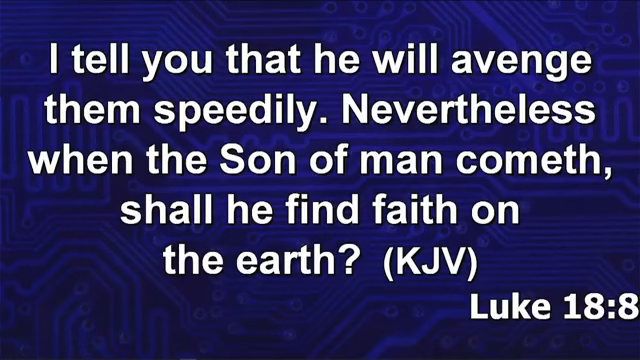 I tell you that he will avenge
them speedily. Nevertheless
when the Son of man cometh,
shall he find faith on
the earth? (KJV)
Luke 18:8